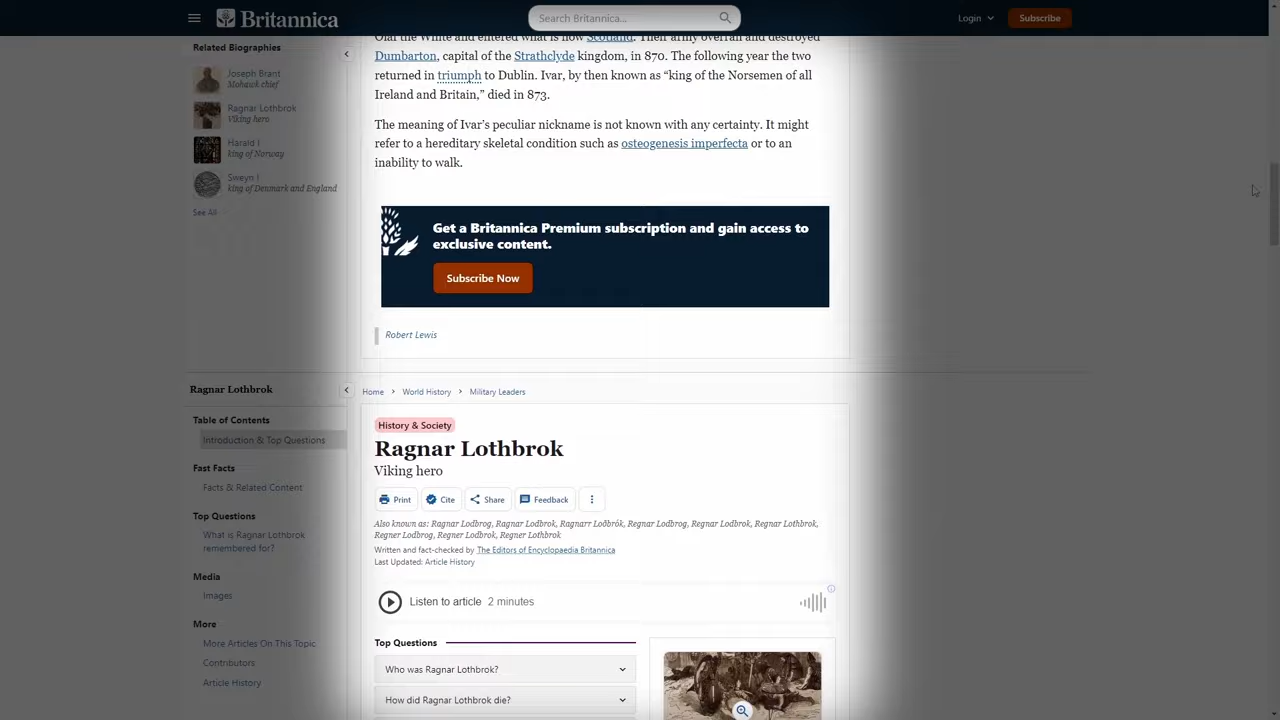 Britannica
Search Britannica...
Login
Subscribe
Related Biographies
Joseph Brant
Mohawk chief
Ragnar Lothbrok
Viking hero
Harald I
king of Norway
Sweyn I
king of Denmark and England
See All
Olaf the White and entered what is now Scotland. Their army overran and destroyed
Dumbarton, capital of the Strathclyde kingdom, in 870. The following year the two
returned in triumph to Dublin. Ivar, by then known as “king of the Norsemen of all
Ireland and Britain,” died in 873.
The meaning of Ivar’s peculiar nickname is not known with any certainty. It might
refer to a hereditary skeletal condition such as osteogenesis imperfecta or to an
inability to walk.
Get a Britannica Premium subscription and gain access to
exclusive content.
Subscribe Now
Robert Lewis
Ragnar Lothbrok
Table of Contents
Introduction & Top Questions
Fast Facts
Facts & Related Content
Top Questions
What is Ragnar Lothbrok
remembered for?
Media
Images
More
More Articles On This Topic
Contributors
Article History
Home > World History > Military Leaders
History & Society
Ragnar Lothbrok
Viking hero
Print
Cite
Share
Feedback
Also known as: Ragnar Lodbrog, Ragnar Lodbrok, Ragnarr Lodbrók, Regnar Lodbrog, Regnar Lodbrok, Regnar Lothbrok,
Regner Lodbrog, Regner Lodbrok, Regner Lothbrok
Written and fact-checked by The Editors of Encyclopaedia Britannica
Last Updated: Article History
Listen to article 2 minutes
Top Questions
Who was Ragnar Lothbrok?
How did Ragnar Lothbrok die?